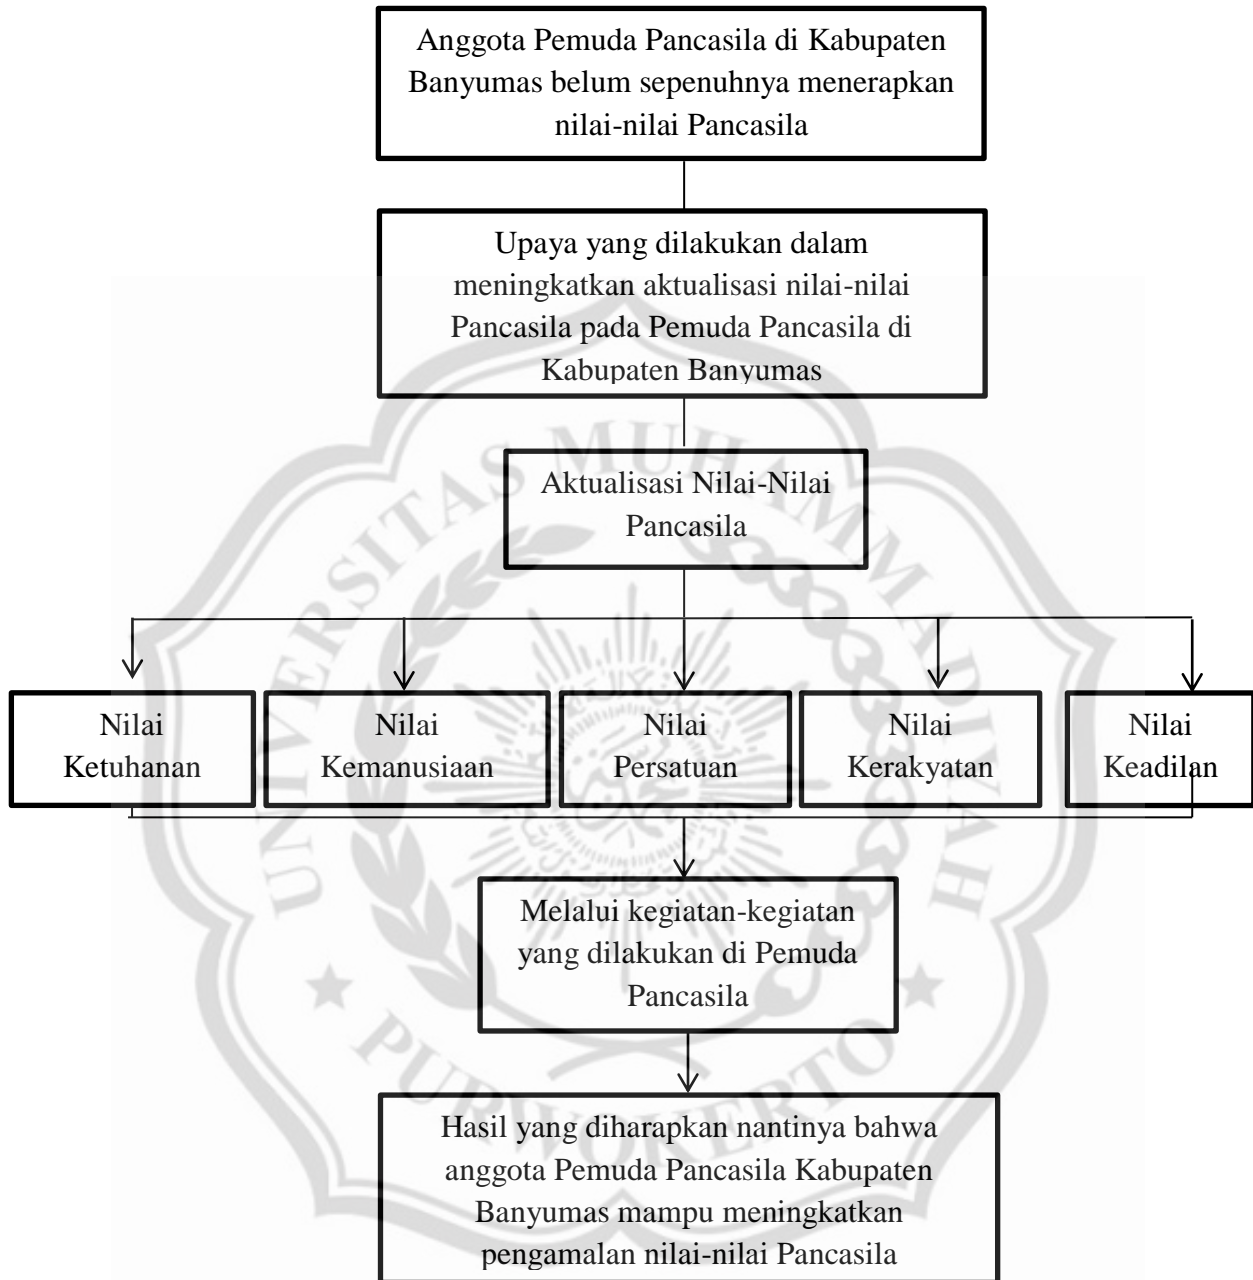 Anggota Pemuda Pancasila di Kabupaten
Banyumas belum sepenuhnya menerapkan
nilai-nilai Pancasila
Upaya yang dilakukan dalam
meningkatkan aktualisasi nilai-nilai
Pancasila pada Pemuda Pancasila di
Kabupaten Banyumas
Aktualisasi Nilai-Nilai
Pancasila
Nilai
Ketuhanan
Nilai
Kemanusiaan
Nilai
Persatuan
Nilai
Kerakyatan
Nilai
Keadilan
Melalui kegiatan-kegiatan
yang dilakukan di Pemuda
Pancasila
Hasil yang diharapkan nantinya bahwa
anggota Pemuda Pancasila Kabupaten
Banyumas mampu meningkatkan
pengamalan nilai-nilai Pancasila
UNIVERSITAS MUHAMMADIYAH
PURWOKERTO